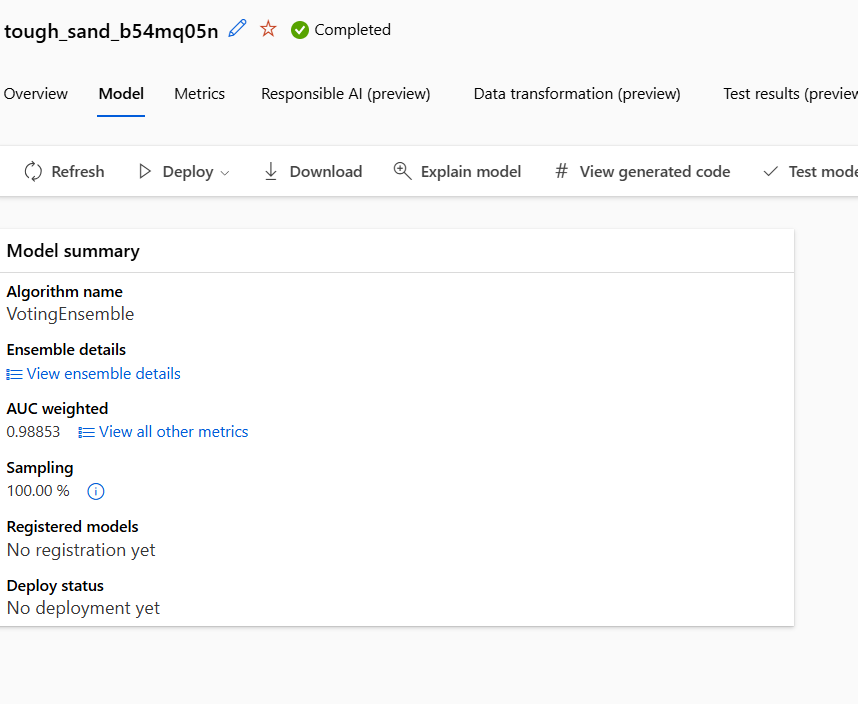 tough_sand_b54mq05n Completed
Overview Model Metrics Responsible AI (preview) Data transformation (preview) Test results (preview
Refresh Deploy Download Explain model # View generated code Test mode
Model summary
Algorithm name
VotingEnsemble
Ensemble details
View ensemble details
AUC weighted
0.98853 View all other metrics
Sampling
100.00 %
Registered models
No registration yet
Deploy status
No deployment yet